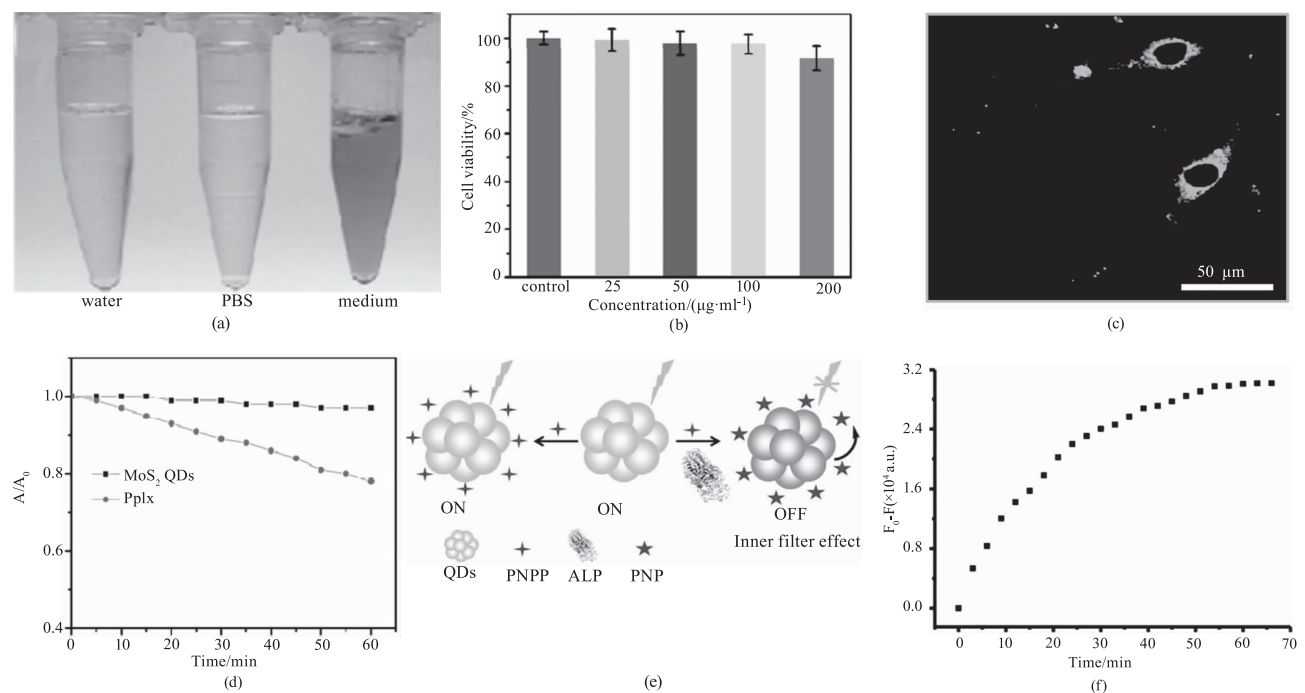 water PBS medium
(a)
Cell viability/%
100
80
60
40
20
0
control 25 50 100 200
Concentration/(μg·ml⁻¹)
(b)
50 μm
(c)
A/A₀
1.0
0.8
0.6
0.4
MoS₂ QDs
Pplx
0 10 20 30 40 50 60
Time/min
(d)
ON ON OFF
Inner filter effect
QDs PNPP ALP PNP
(e)
F₀-F(×10⁴ a.u.)
3.2
2.4
1.6
0.8
0.0
0 10 20 30 40 50 60 70
Time/min
(f)